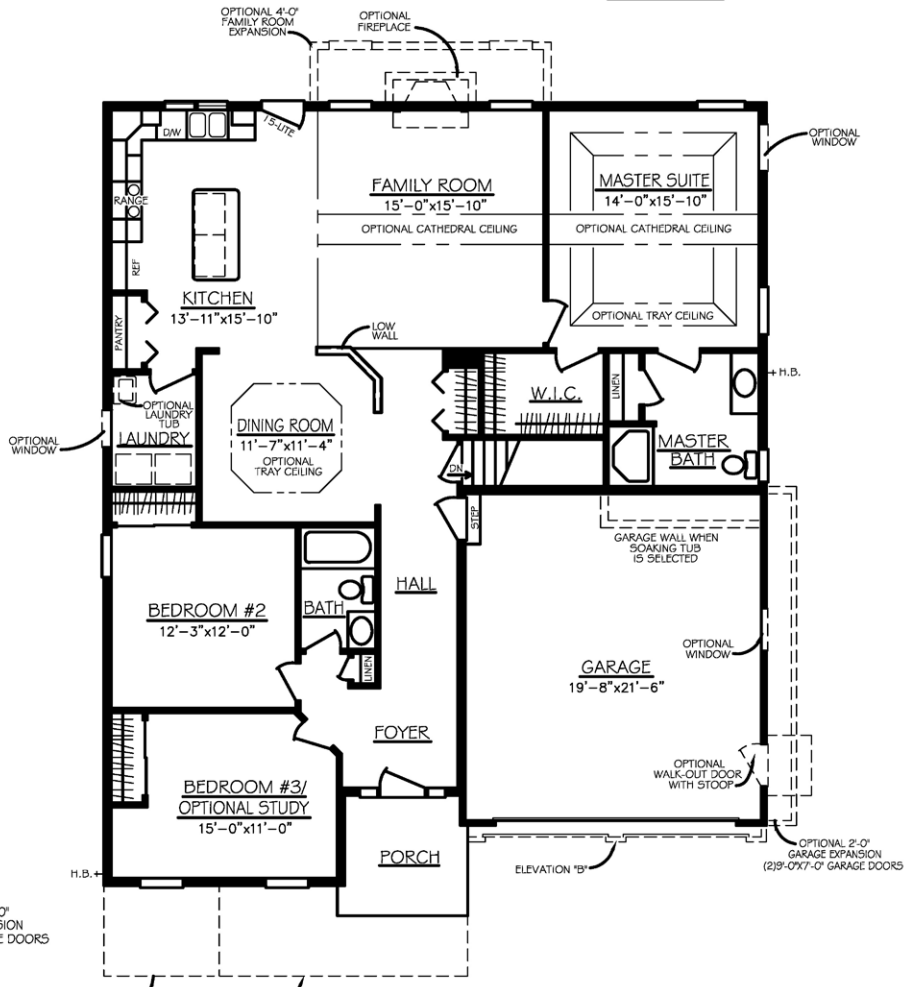 OPTIONAL 4'-0"
FAMILY ROOM
EXPANSION
OPTIONAL
FIREPLACE
D/W
15-LITE
OPTIONAL
WINDOW
RANGE
REF
KITCHEN
13'-11"x15'-10"
PANTRY
FAMILY ROOM
15'-0"x15'-10"
OPTIONAL CATHEDRAL CEILING
MASTER SUITE
14'-0"x15'-10"
OPTIONAL CATHEDRAL CEILING
OPTIONAL TRAY CEILING
LOW
WALL
H.B.
W.I.C.
LINEN
MASTER
BATH
OPTIONAL
LAUNDRY
TUB
LAUNDRY
OPTIONAL
WINDOW
DINING ROOM
11'-7"x11'-4"
OPTIONAL
TRAY CEILING
DN
STEP
GARAGE WALL WHEN
SOAKING TUB
IS SELECTED
HALL
BATH
LINEN
BEDROOM #2
12'-3"x12'-0"
OPTIONAL
WINDOW
GARAGE
19'-8"x21'-6"
FOYER
OPTIONAL
WALK-OUT DOOR
WITH STOOP
BEDROOM #3/
OPTIONAL STUDY
15'-0"x11'-0"
PORCH
H.B.
ELEVATION "B"
OPTIONAL 2'-0"
GARAGE EXPANSION
(2)9'-0"X7'-0" GARAGE DOORS
0"
SION
E DOORS